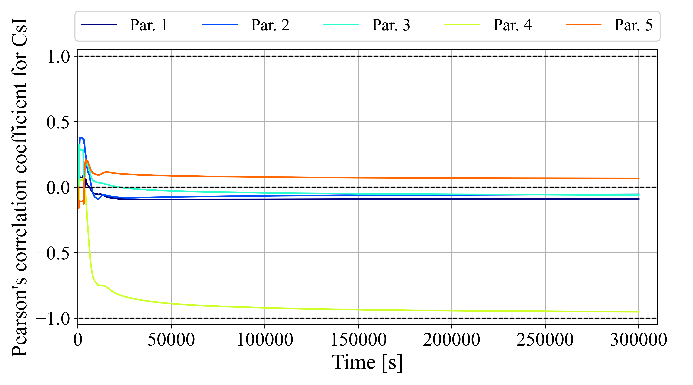 Par. 1 Par. 2 Par. 3 Par. 4 Par. 5
Pearson's correlation coefficient for CsI
1.0
0.5
0.0
0.5
−1.0
0 50000 100000 150000 200000 250000 300000
Time [s]